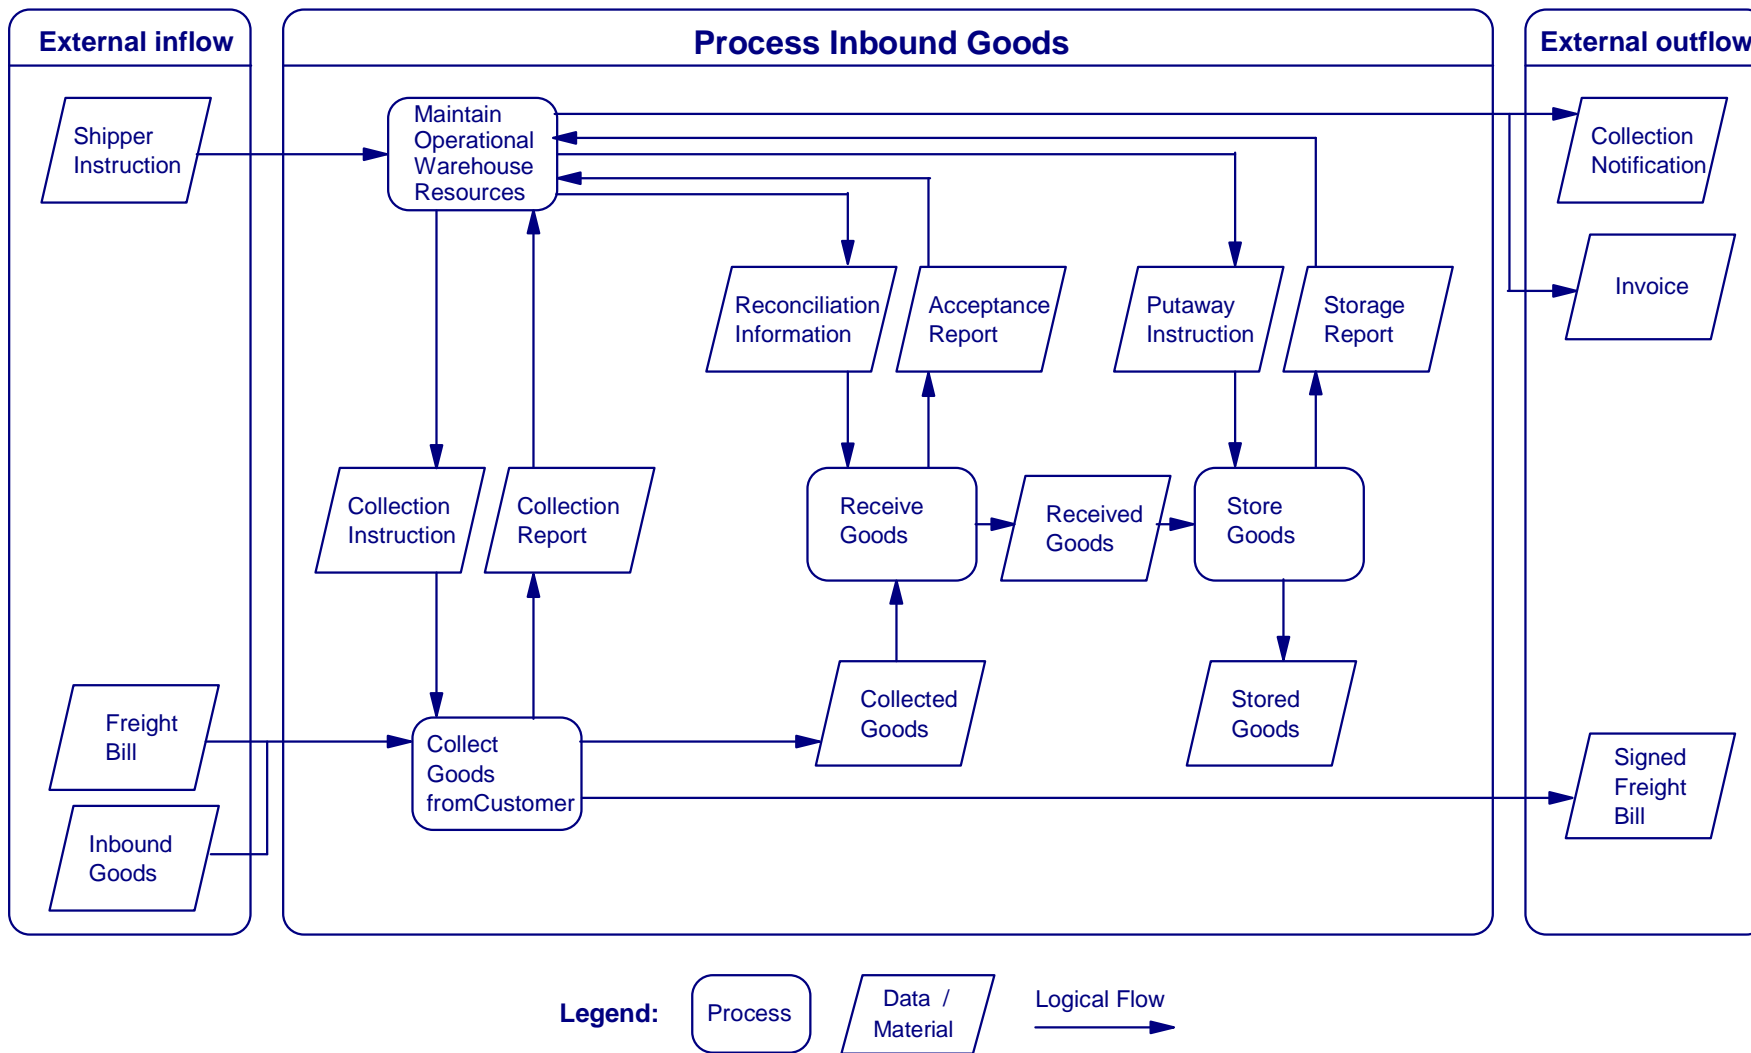 External inflow
Process Inbound Goods
External outflow
Shipper
Instruction
Maintain
Operational
Warehouse
Resources
Collection
Notification
Reconciliation
Information
Acceptance
Report
Putaway
Instruction
Storage
Report
Invoice
Collection
Instruction
Collection
Report
Receive
Goods
Received
Goods
Store
Goods
Freight
Bill
Collect
Goods
fromCustomer
Collected
Goods
Stored
Goods
Signed
Freight
Bill
Inbound
Goods
Legend:
Process
Data /
Material
Logical Flow